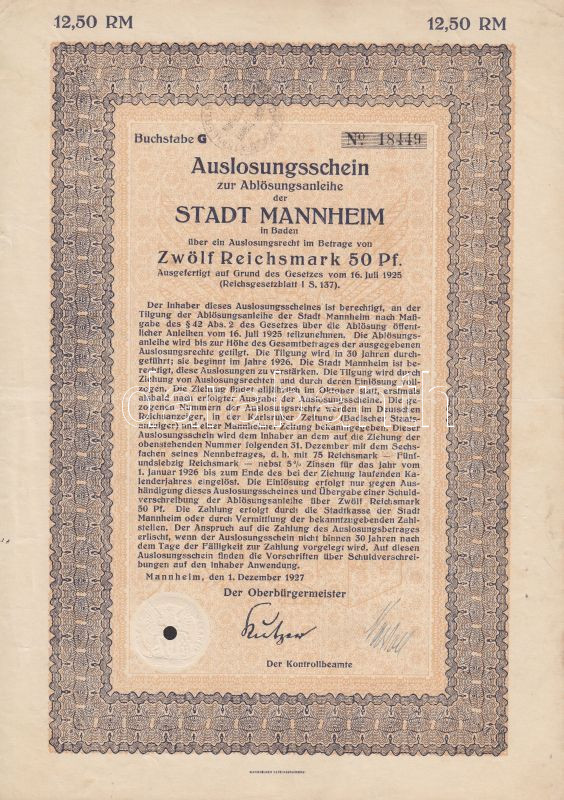 12,50 RM
12,50 RM
Buchstabe G
No 18449
Auslosungsschein
zur Ablösungsanleihe
der
STADT MANNHEIM
in Baden
über ein Auslosungsrecht im Betrage von
Zwölf Reichsmark 50 Pf.
Ausgefertigt auf Grund des Gesetzes vom 16. Juli 1925
(Reichsgesetzblatt I S. 137).
Der Inhaber dieses Auslosungsscheines ist berechtigt, an der
Tilgung der Ablösungsanleihe der Stadt Mannheim nach Maß-
gabe des § 42 Abs. 2 des Gesetzes über die Ablösung öffent-
licher Anleihen vom 16. Juli 1925 teilzunehmen. Die Ablösungs-
anleihe wird bis zur Höhe des Gesamtbetrages der ausgegebenen
Auslosungsrechte getilgt. Die Tilgung wird in 30 Jahren durch-
geführt; sie beginnt im Jahre 1926. Die Stadt Mannheim ist be-
rechtigt, diese Auslosungen zu verstärken. Die Tilgung wird durch
Ziehung von Auslosungsrechten und durch deren Einlösung voll-
zogen. Die Ziehung findet alljährlich im Oktober statt, erstmals
alsbald nach erfolgter Ausgabe der Auslosungsscheine. Die ge-
zogenen Nummern der Auslosungsrechte werden im Deutschen
Reichsanzeiger, in der Karlsruher Zeitung (Badischer Staats-
anzeiger) und einer Mannheimer Zeitung bekanntgegeben. Dieser
Auslosungsschein wird dem Inhaber an dem auf die Ziehung der
obenstehenden Nummer folgenden 31. Dezember mit dem Sechs-
fachen seines Nennbetrages, d. h. mit 75 Reichsmark — Fünf-
undsiebzig Reichsmark — nebst 5% Zinsen für das Jahr vom
1. Januar 1926 bis zum Ende des bei der Ziehung laufenden Ka-
lenderjahres eingelöst. Die Einlösung erfolgt nur gegen Aus-
händigung dieses Auslosungsscheines und Übergabe einer Schuld-
verschreibung der Ablösungsanleihe über Zwölf Reichsmark
50 Pf. Die Zahlung erfolgt durch die Stadtkasse der Stadt
Mannheim oder durch Vermittlung der bekanntzugebenden Zahl-
stellen. Der Anspruch auf die Zahlung des Auslosungsbetrages
erlischt, wenn der Auslosungsschein nicht binnen 30 Jahren nach
dem Tage der Fälligkeit zur Zahlung vorgelegt wird. Auf diesen
Auslosungsschein finden die Vorschriften über Schuldverschrei-
bungen auf den Inhaber Anwendung.
Mannheim, den 1. Dezember 1927
Der Oberbürgermeister
Kutzer
Der Kontrollbeamte